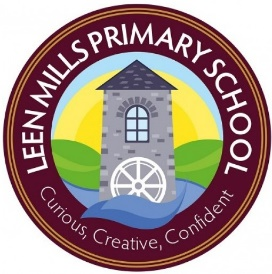 LEEN MILLS PRIMARY SCHOOL
Curious, Creative, Confident